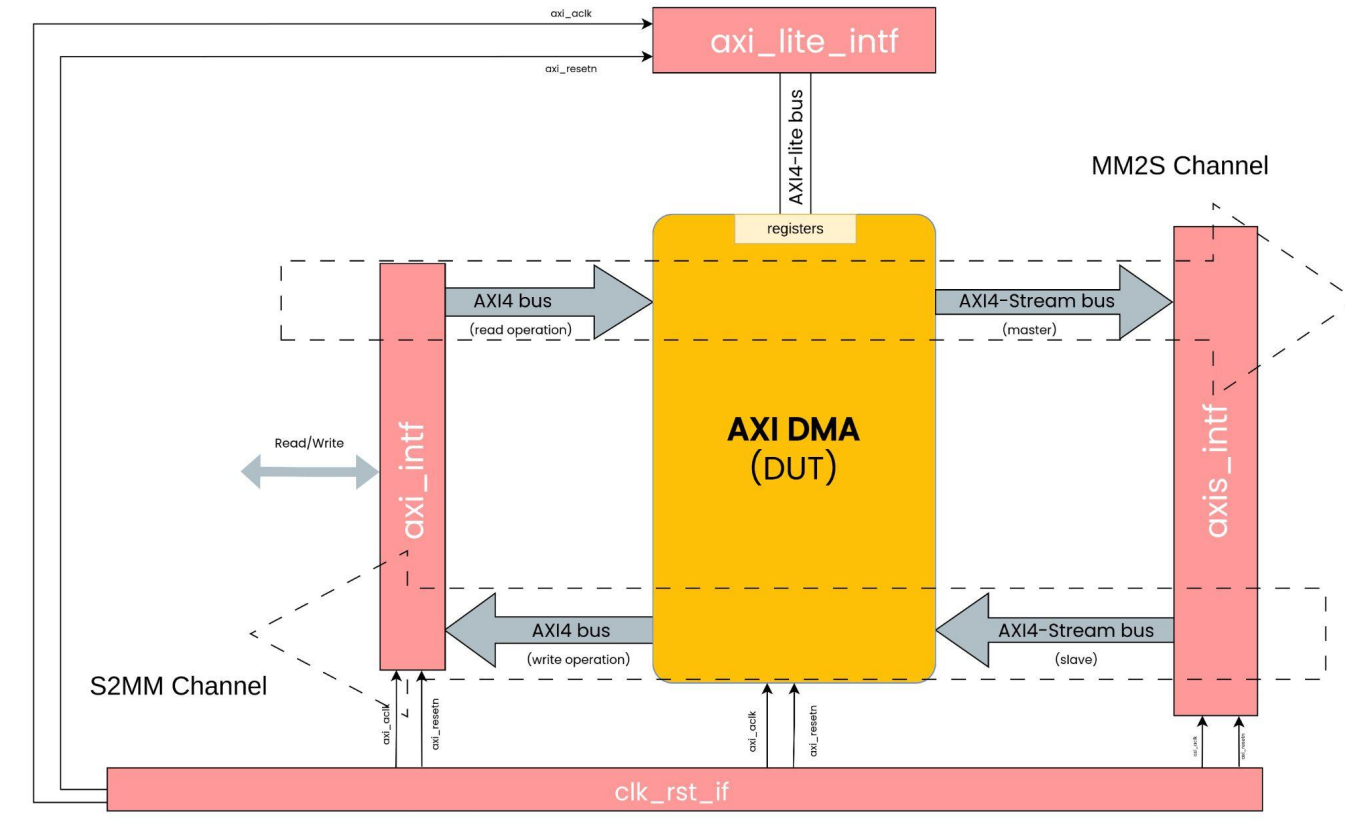 axi_aclk
axi_lite_intf
axi_resetn
AXI4-lite bus
MM2S Channel
registers
AXI4 bus
(read operation)
AXI4-Stream bus
(master)
AXI DMA
(DUT)
Read/Write
axi_intf
axis_intf
AXI4 bus
(write operation)
AXI4-Stream bus
(slave)
S2MM Channel
axi_aclk
axi_resetn
axi_aclk
axi_resetn
axi_aclk
axi_resetn
clk_rst_if